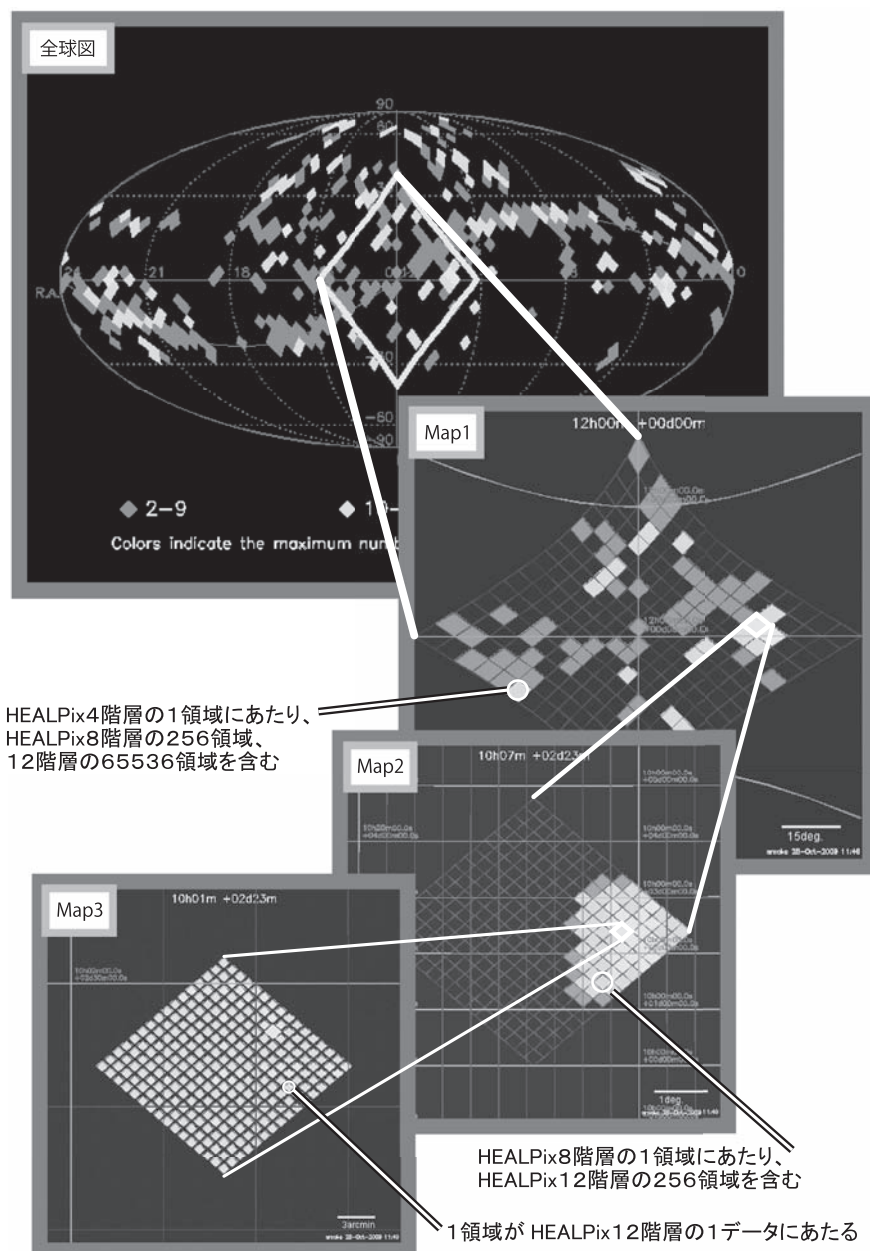 全球図
90
60
24
21
18
0
R.A.
-60
-90
2-9
Colors indicate the maximum
Map1
12h00m +00d00m
15deg.
HEALPix4階層の1領域にあたり、
HEALPix8階層の256領域、
12階層の65536領域を含む
Map2
10h07m +02d23m
1deg.
Map3
10h01m +02d23m
3arcmin
HEALPix8階層の1領域にあたり、
HEALPix12階層の256領域を含む
1領域が HEALPix12階層の1データにあたる